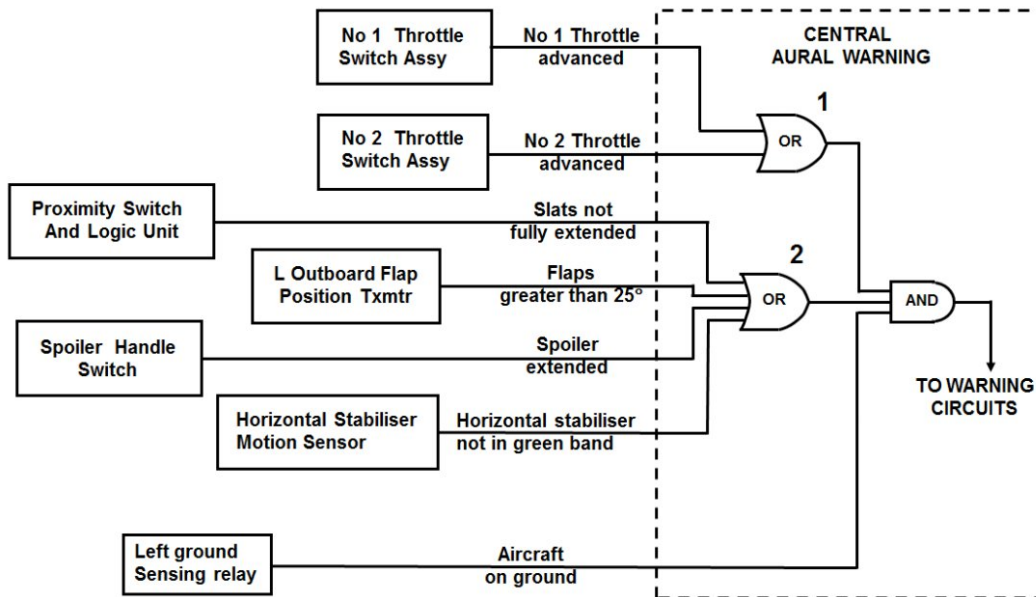 No 1 Throttle
Switch Assy
No 1 Throttle
advanced
CENTRAL
AURAL WARNING
1
OR
No 2 Throttle
Switch Assy
No 2 Throttle
advanced
Proximity Switch
And Logic Unit
Slats not
fully extended
2
L Outboard Flap
Position Txmtr
Flaps
greater than 25°
OR
AND
Spoiler Handle
Switch
Spoiler
extended
TO WARNING
CIRCUITS
Horizontal Stabiliser
Motion Sensor
Horizontal stabiliser
not in green band
Left ground
Sensing relay
Aircraft
on ground